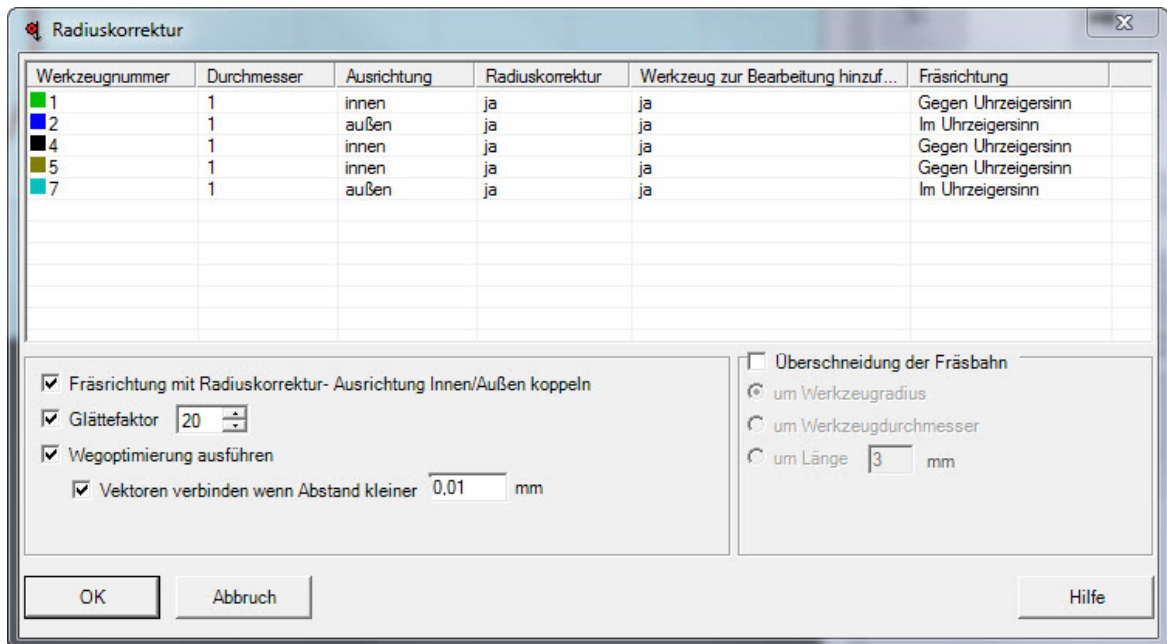 Radiuskorrektur
Werkzeugnummer Durchmesser Ausrichtung Radiuskorrektur Werkzeug zur Bearbeitung hinzuf... Fräsrichtung
1 1 innen ja ja Gegen Uhrzeigersinn
2 1 außen ja ja Im Uhrzeigersinn
4 1 innen ja ja Gegen Uhrzeigersinn
5 1 innen ja ja Gegen Uhrzeigersinn
7 1 außen ja ja Im Uhrzeigersinn
Fräsrichtung mit Radiuskorrektur- Ausrichtung Innen/Außen koppeln
Glättefaktor 20
Wegoptimierung ausführen
Vektoren verbinden wenn Abstand kleiner 0,01 mm
Überschneidung der Fräsbahn
um Werkzeugradius
um Werkzeugdurchmesser
um Länge 3 mm
OK Abbruch Hilfe